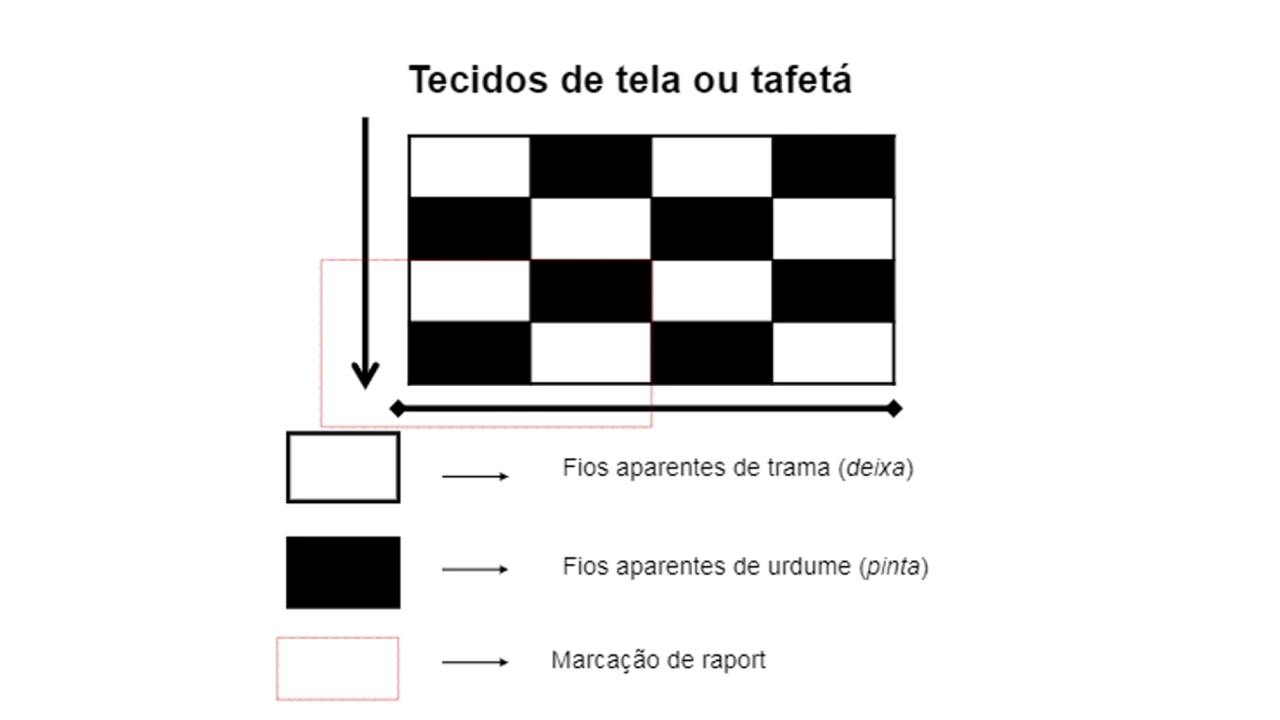 Tecidos de tela ou tafetá
Fios aparentes de trama (deixa)
Fios aparentes de urdume (pinta)
Marcação de raport